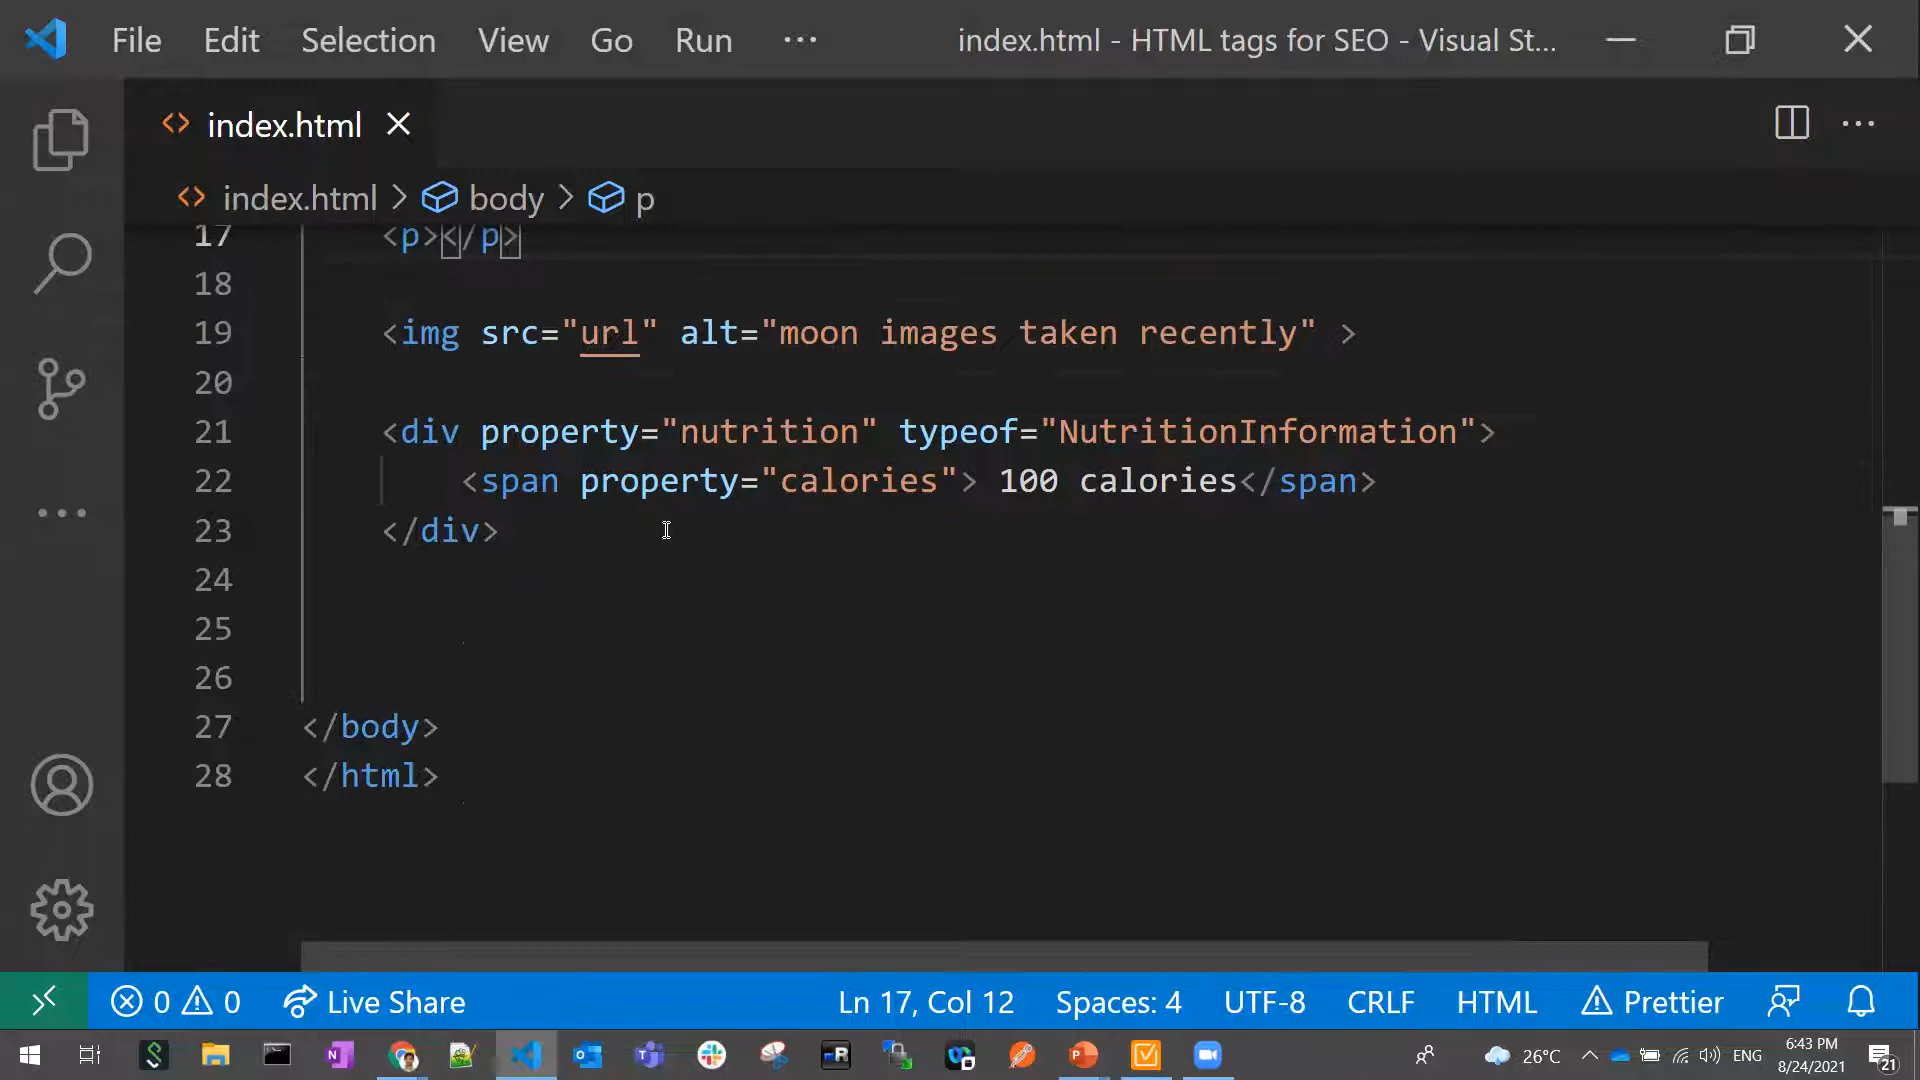 File Edit Selection View Go Run ··· index.html - HTML tags for SEO - Visual St...
index.html
index.html > body > p
17 <p></p>
18
19 <img src="url" alt="moon images taken recently" >
20
21 <div property="nutrition" typeof="NutritionInformation">
22 <span property="calories"> 100 calories</span>
23 </div>
24
25
26
27 </body>
28 </html>
0 0 Live Share Ln 17, Col 12 Spaces: 4 UTF-8 CRLF HTML Prettier
26°C ENG 6:43 PM
8/24/2021 21